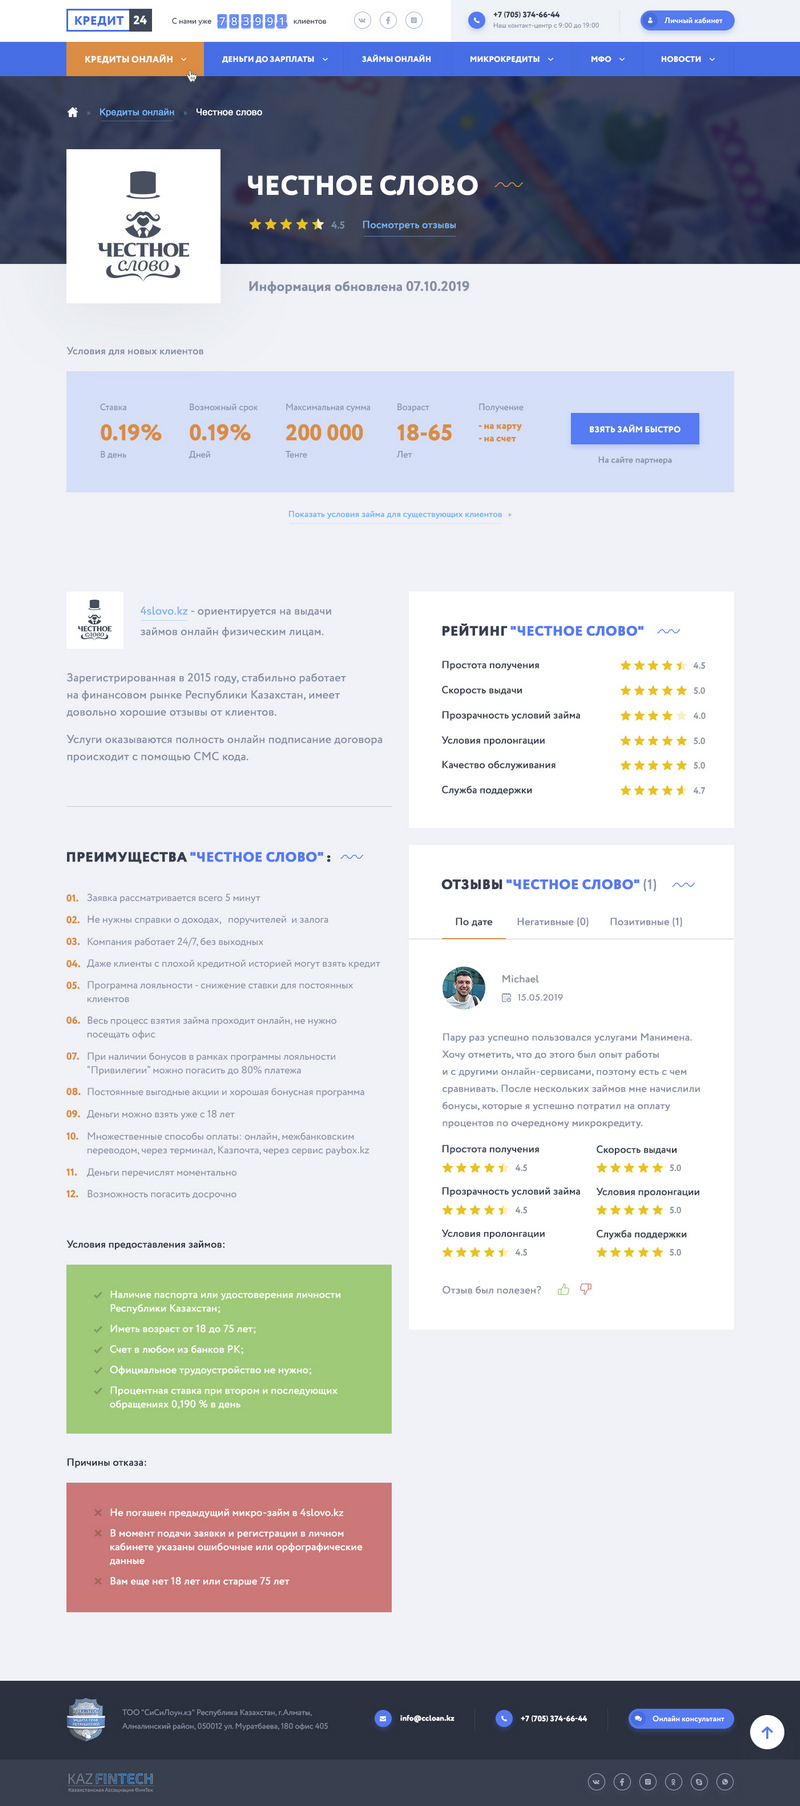 КРЕДИТ 24
С нами уже 783991 клиентов
+7 (705) 374-66-44
Наш контакт-центр с 9:00 до 19:00
Личный кабинет
КРЕДИТЫ ОНЛАЙН
ДЕНЬГИ ДО ЗАРПЛАТЫ
ЗАЙМЫ ОНЛАЙН
МИКРОКРЕДИТЫ
МФО
НОВОСТИ
Кредиты онлайн
Честное слово
ЧЕСТНОЕ
СЛОВО
ЧЕСТНОЕ СЛОВО
4.5
Посмотреть отзывы
Информация обновлена 07.10.2019
Условия для новых клиентов
Ставка
0.19%
В день
Возможный срок
0.19%
Дней
Максимальная сумма
200 000
Тенге
Возраст
18-65
Лет
Получение
- на карту
- на счет
ВЗЯТЬ ЗАЙМ БЫСТРО
На сайте партнера
Показать условия займа для существующих клиентов
ЧЕСТНОЕ
СЛОВО
4slovo.kz - ориентируется на выдачи
займов онлайн физическим лицам.
Зарегистрированная в 2015 году, стабильно работает
на финансовом рынке Республики Казахстан, имеет
довольно хорошие отзывы от клиентов.
Услуги оказываются полность онлайн подписание договора
происходит с помощью СМС кода.
ПРЕИМУЩЕСТВА "ЧЕСТНОЕ СЛОВО" :
01. Заявка рассматривается всего 5 минут
02. Не нужны справки о доходах, поручителей и залога
03. Компания работает 24/7, без выходных
04. Даже клиенты с плохой кредитной историей могут взять кредит
05. Программа лояльности - снижение ставки для постоянных
клиентов
06. Весь процесс взятия займа проходит онлайн, не нужно
посещать офис
07. При наличии бонусов в рамках программы лояльности
"Привилегии" можно погасить до 80% платежа
08. Постоянные выгодные акции и хорошая бонусная программа
09. Деньги можно взять уже с 18 лет
10. Множественные способы оплаты: онлайн, межбанковским
переводом, через терминал, Казпочта, через сервис paybox.kz
11. Деньги перечислят моментально
12. Возможность погасить досрочно
Условия предоставления займов:
Наличие паспорта или удостоверения личности
Республики Казахстан;
Иметь возраст от 18 до 75 лет;
Счет в любом из банков РК;
Официальное трудоустройство не нужно;
Процентная ставка при втором и последующих
обращениях 0,190 % в день
Причины отказа:
Не погашен предыдущий микро-займ в 4slovo.kz
В момент подачи заявки и регистрации в личном
кабинете указаны ошибочные или орфографические
данные
Вам еще нет 18 лет или старше 75 лет
РЕЙТИНГ "ЧЕСТНОЕ СЛОВО"
Простота получения 4.5
Скорость выдачи 5.0
Прозрачность условий займа 4.0
Условия пролонгации 5.0
Качество обслуживания 5.0
Служба поддержки 4.7
ОТЗЫВЫ "ЧЕСТНОЕ СЛОВО" (1)
По дате
Негативные (0)
Позитивные (1)
Michael
15.05.2019
Пару раз успешно пользовался услугами Манимена.
Хочу отметить, что до этого был опыт работы
и с другими онлайн-сервисами, поэтому есть с чем
сравнивать. После нескольких займов мне начислили
бонусы, которые я успешно потратил на оплату
процентов по очередному микрокредиту.
Простота получения
4.5
Скорость выдачи
5.0
Прозрачность условий займа
4.5
Условия пролонгации
5.0
Условия пролонгации
4.5
Служба поддержки
5.0
Отзыв был полезен?
ТОО "СиСиЛоун.кз" Республика Казахстан, г.Алматы,
Алмалинский район, 050012 ул. Муратбаева, 180 офис 405
info@ccloan.kz
+7 (705) 374-66-44
Онлайн консультант
KAZFINTECH
Казахстанская Ассоциация ФинТех